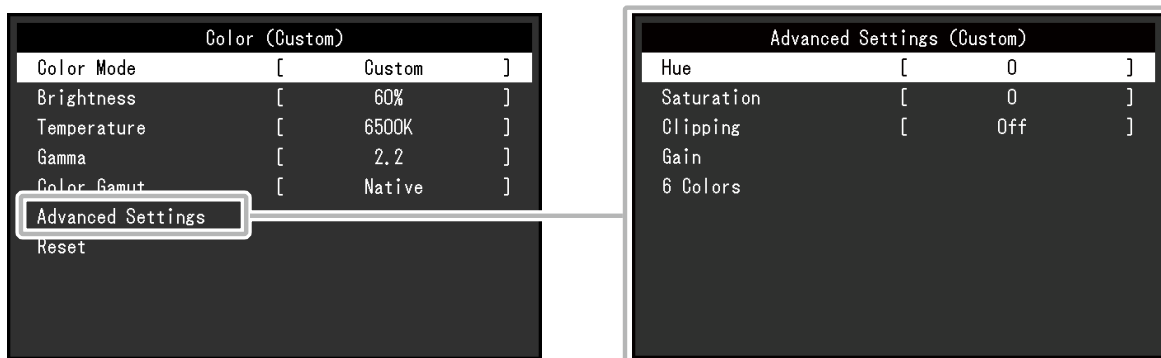 Color (Custom)
Color Mode [ Custom ]
Brightness [ 60% ]
Temperature [ 6500K ]
Gamma [ 2.2 ]
Color Gamut [ Native ]
Advanced Settings
Reset
Advanced Settings (Custom)
Hue [ 0 ]
Saturation [ 0 ]
Clipping [ Off ]
Gain
6 Colors